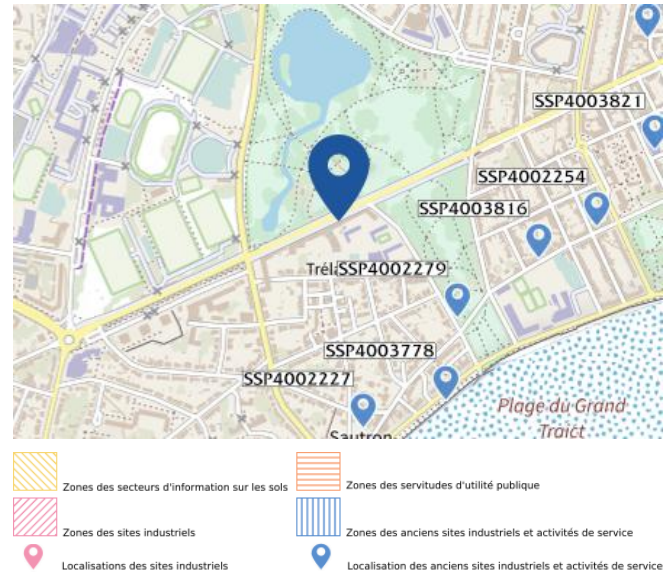 SSP4003821
SSP4002254
SSP4003816
Tréla
SSP4002279
SSP4003778
SSP4002227
Plage du Grand
Traict
Sautron
Zones des secteurs d'information sur les sols
Zones des servitudes d'utilité publique
Zones des sites industriels
Zones des anciens sites industriels et activités de service
Localisations des sites industriels
Localisation des anciens sites industriels et activités de service